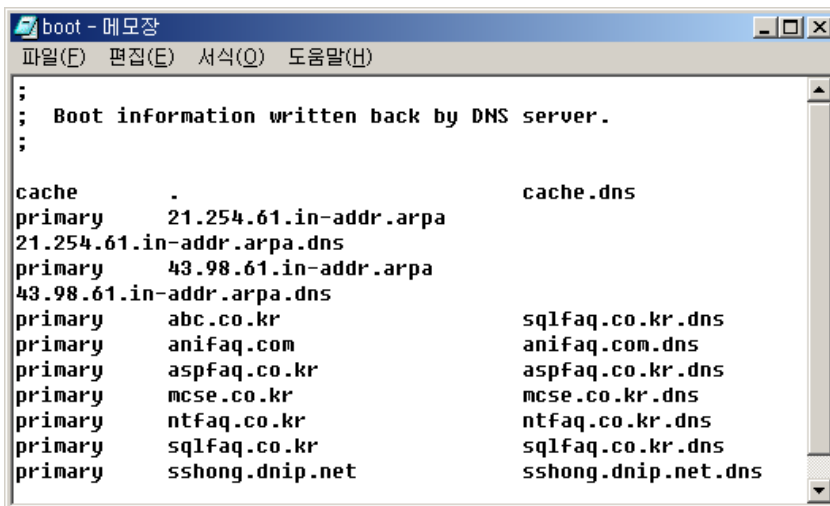 boot - 메모장
파일(F) 편집(E) 서식(O) 도움말(H)
;
;  Boot information written back by DNS server.
;
cache . cache.dns
primary 21.254.61.in-addr.arpa
21.254.61.in-addr.arpa.dns
primary 43.98.61.in-addr.arpa
43.98.61.in-addr.arpa.dns
primary abc.co.kr sqlfaq.co.kr.dns
primary anifaq.com anifaq.com.dns
primary aspfaq.co.kr aspfaq.co.kr.dns
primary mcse.co.kr mcse.co.kr.dns
primary ntfaq.co.kr ntfaq.co.kr.dns
primary sqlfaq.co.kr sqlfaq.co.kr.dns
primary sshong.dnip.net sshong.dnip.net.dns